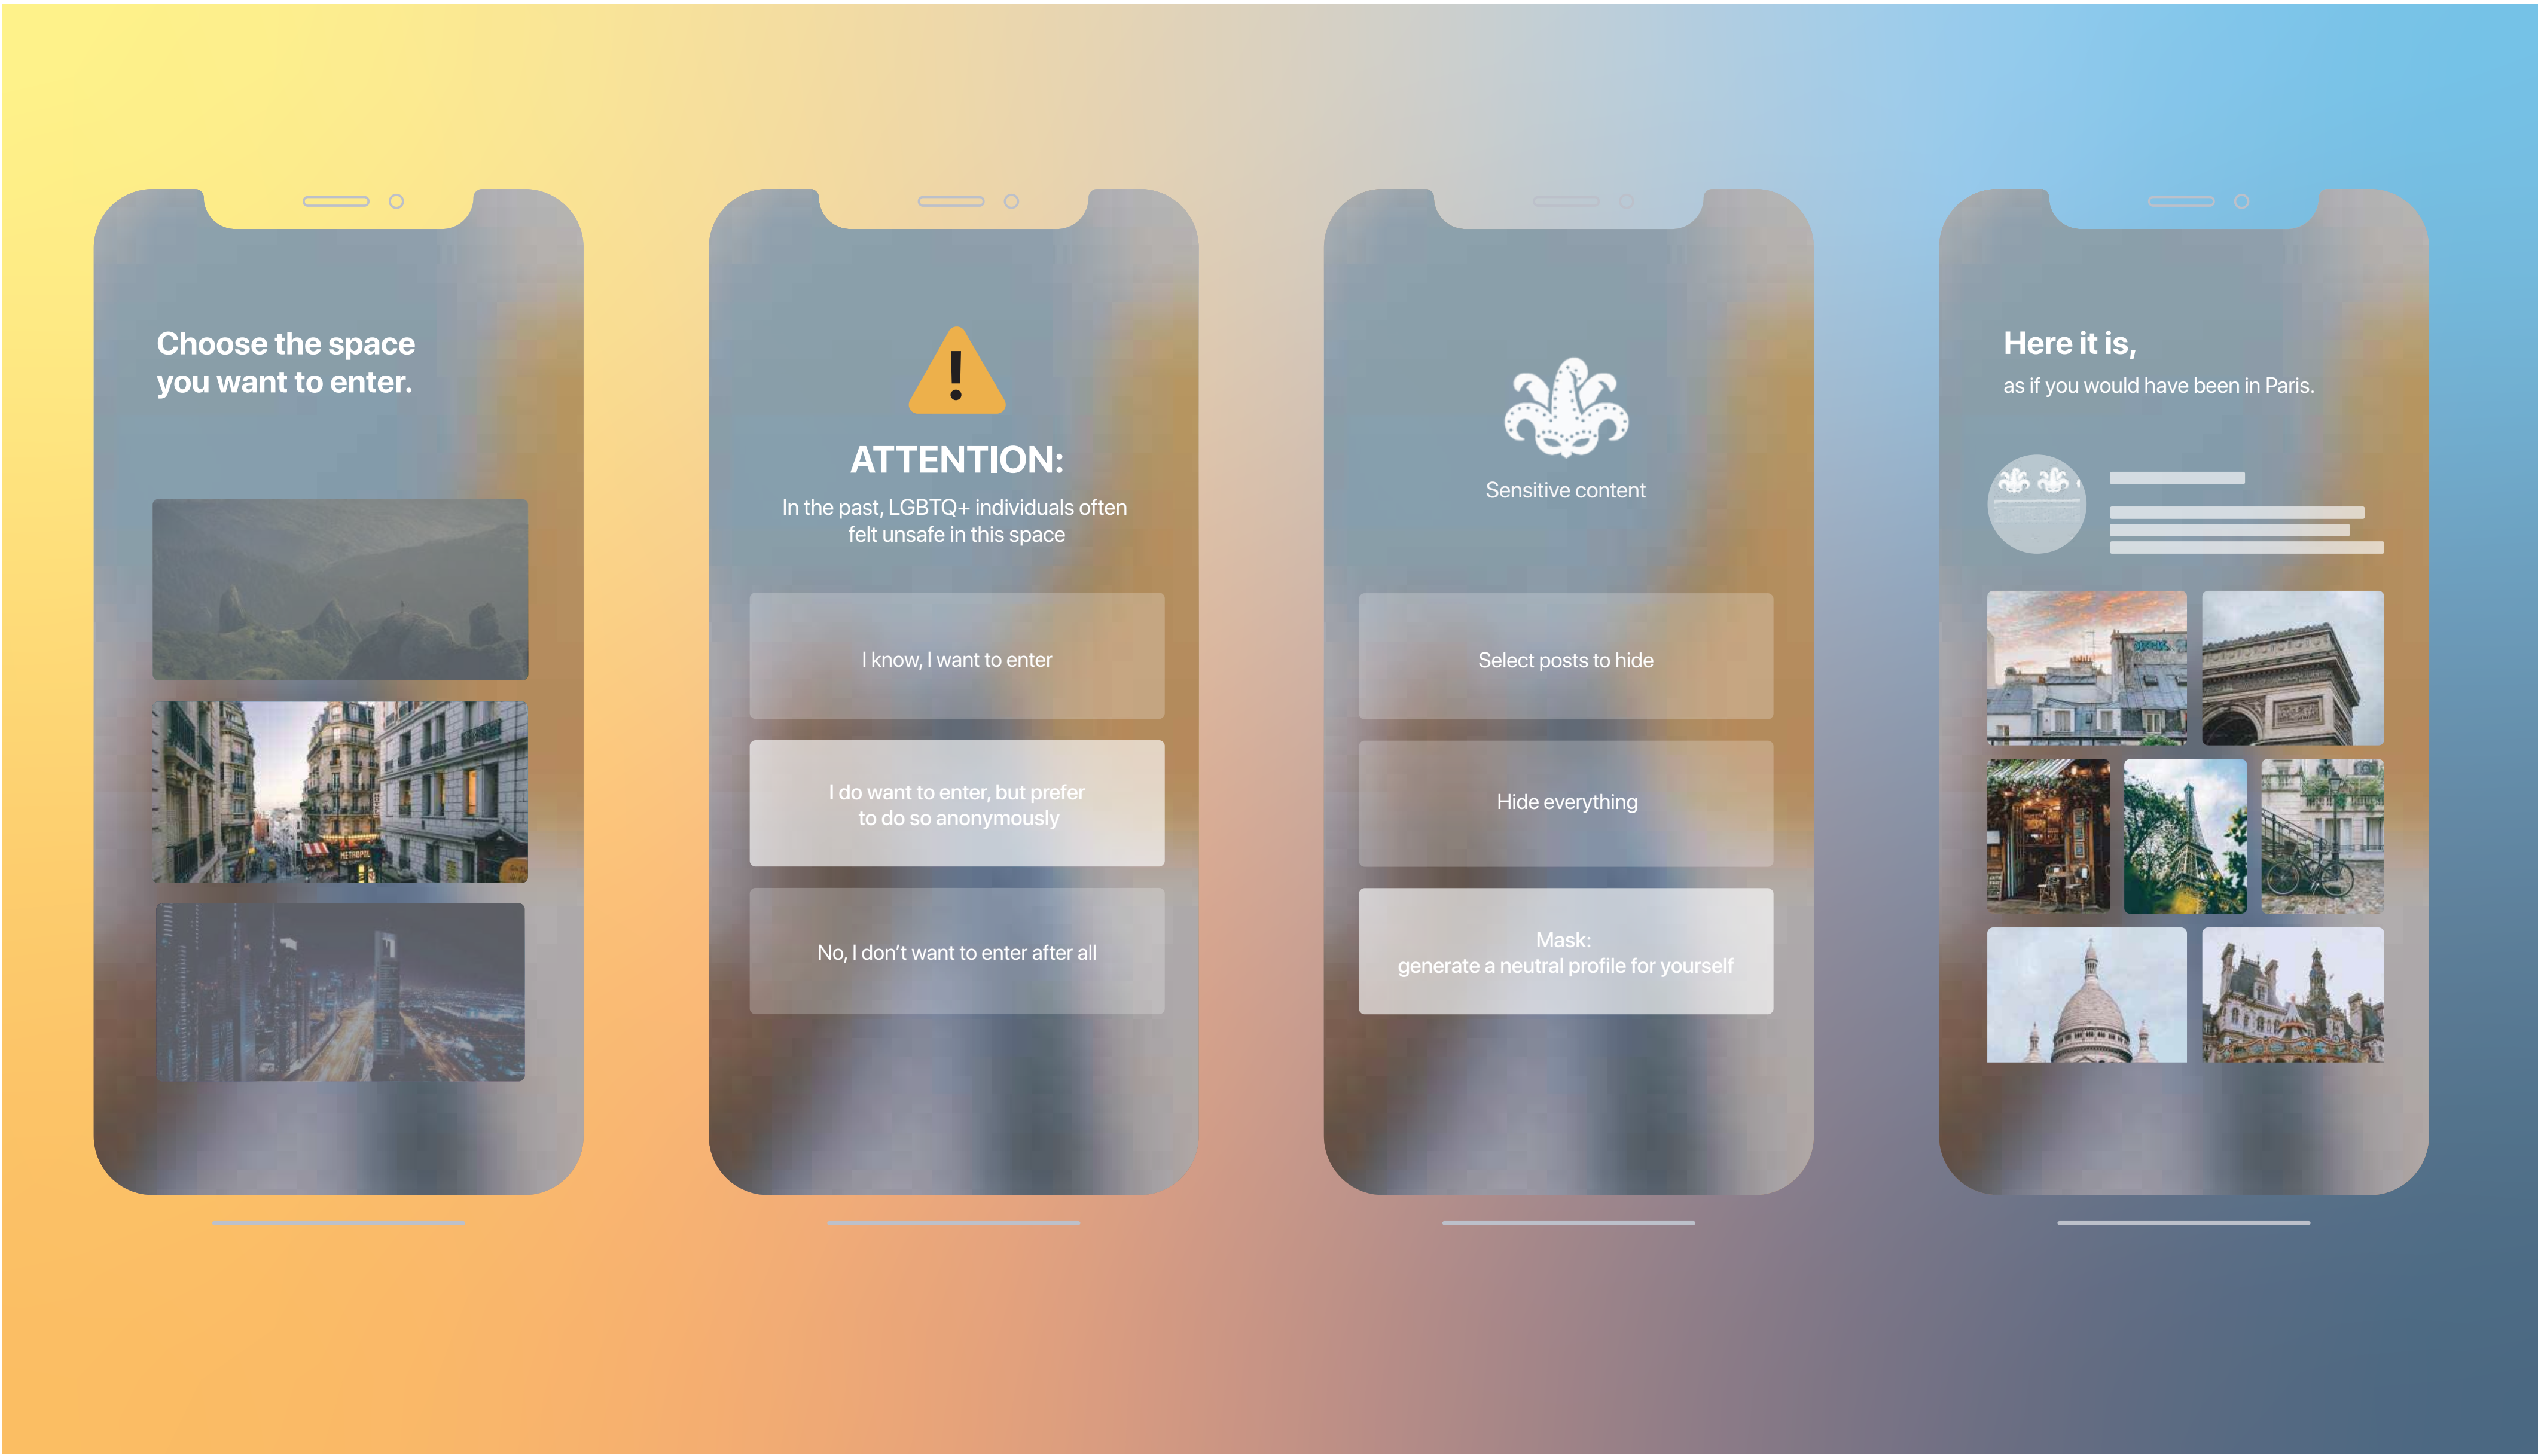 Choose the space
you want to enter.
METROPOL
!
ATTENTION:
In the past, LGBTQ+ individuals often
felt unsafe in this space
I know, I want to enter
I do want to enter, but prefer
to do so anonymously
No, I don’t want to enter after all
Sensitive content
Select posts to hide
Hide everything
Mask:
generate a neutral profile for yourself
Here it is,
as if you would have been in Paris.